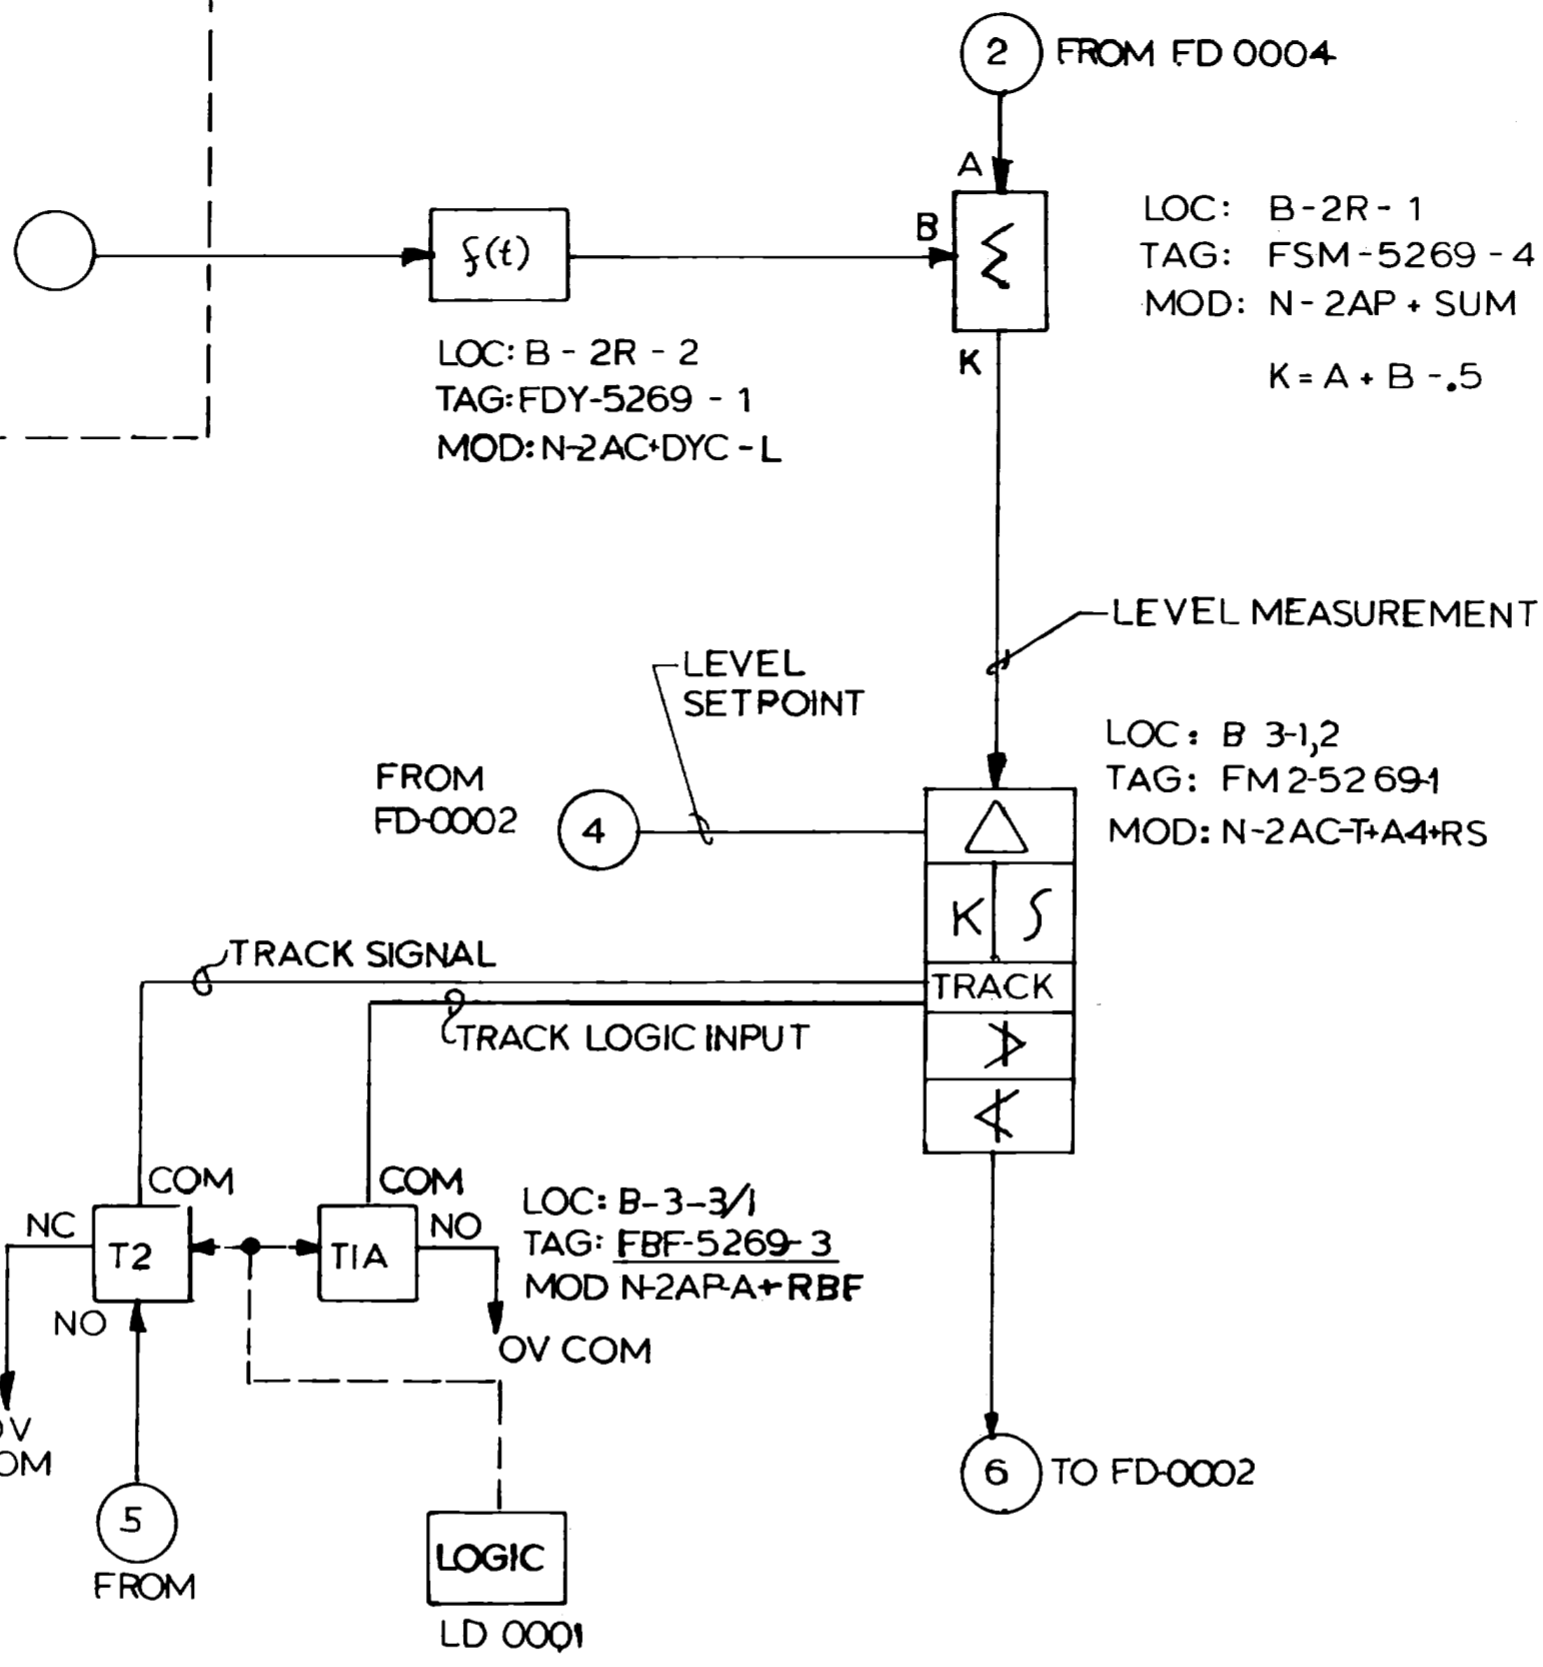 2 FROM FD 0004
A
B
Σ
K
LOC: B-2R-1
TAG: FSM-5269-4
MOD: N-2AP + SUM
K = A + B -.5
f(t)
LOC: B - 2R - 2
TAG: FDY-5269 - 1
MOD: N-2AC+DYC-L
LEVEL MEASUREMENT
LEVEL
SETPOINT
FROM
FD-0002
4
LOC: B 3-1,2
TAG: FM2-5269-1
MOD: N-2AC-T+A4+RS
△
K ∫
TRACK
TRACK SIGNAL
TRACK LOGIC INPUT
COM
NC
T2
NO
COM
T1A
NO
LOC: B-3-3/1
TAG: FBF-5269-3
MOD N-2AP-A+RBF
OV COM
5
FROM
LOGIC
LD 0001
6 TO FD-0002